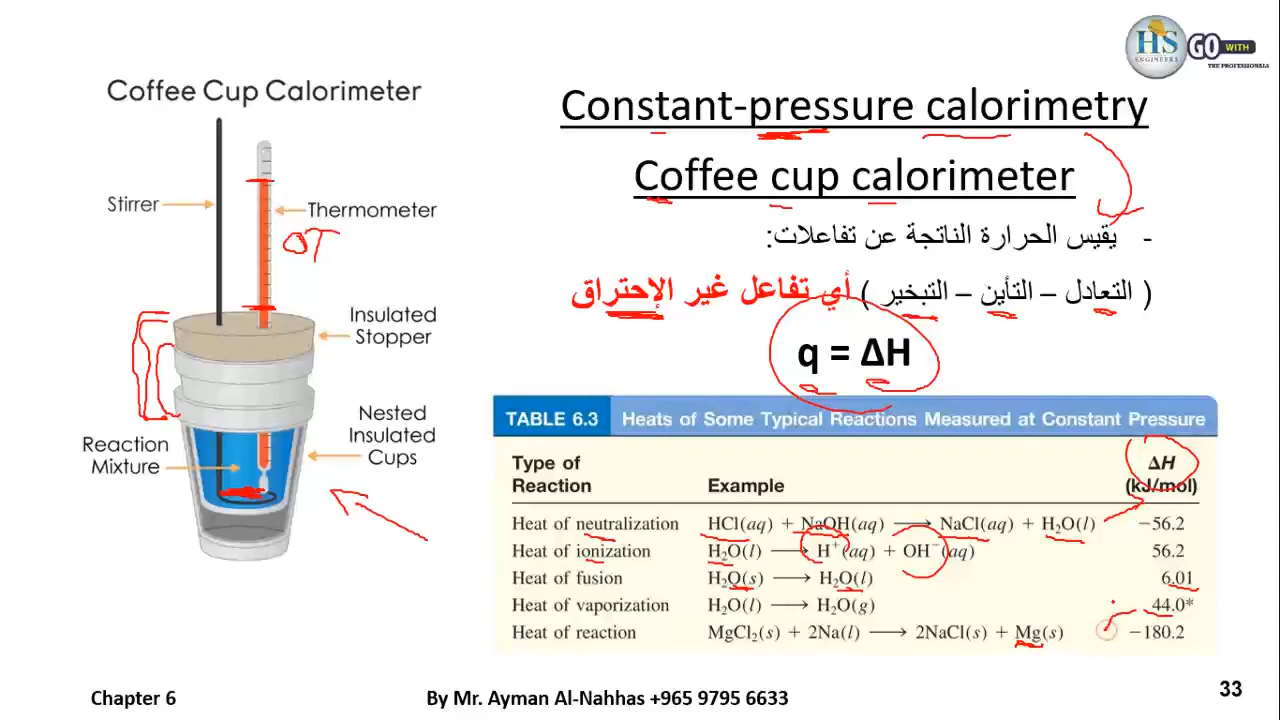 HS
ENGINEERS
GO WITH
THE PROFESSIONALS
Coffee Cup Calorimeter
Stirrer
Thermometer
ΔT
Insulated
Stopper
Nested
Insulated
Cups
Reaction
Mixture
Constant-pressure calorimetry
Coffee cup calorimeter
- يقيس الحرارة الناتجة عن تفاعلات:
( التعادل – التأين – التبخير ) أي تفاعل غير الإحتراق
q = ΔH
TABLE 6.3 Heats of Some Typical Reactions Measured at Constant Pressure
Type of Reaction Example ΔH (kJ/mol)
Heat of neutralization HCl(aq) + NaOH(aq) ⟶ NaCl(aq) + H₂O(l) −56.2
Heat of ionization H₂O(l) ⟶ H⁺(aq) + OH⁻(aq) 56.2
Heat of fusion H₂O(s) ⟶ H₂O(l) 6.01
Heat of vaporization H₂O(l) ⟶ H₂O(g) 44.0*
Heat of reaction MgCl₂(s) + 2Na(l) ⟶ 2NaCl(s) + Mg(s) −180.2
Chapter 6 By Mr. Ayman Al-Nahhas +965 9795 6633 33